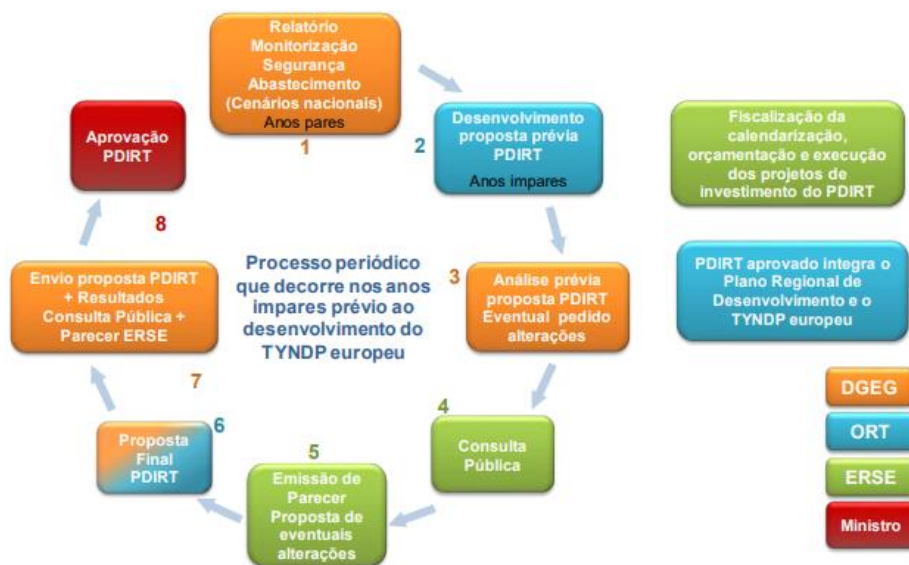 Relatório
Monitorização
Segurança
Abastecimento
(Cenários nacionais)
Anos pares
1
2
Desenvolvimento
proposta prévia
PDIRT
Anos impares
3
Análise prévia
proposta PDIRT
Eventual pedido
alterações
4
Consulta
Pública
5
Emissão de
Parecer
Proposta de
eventuais
alterações
6
Proposta
Final
PDIRT
7
Envio proposta PDIRT
+ Resultados
Consulta Pública +
Parecer ERSE
8
Aprovação
PDIRT
Processo periódico
que decorre nos anos
impares prévio ao
desenvolvimento do
TYNDP europeu
Fiscalização da
calendarização,
orçamentação e execução
dos projetos de
investimento do PDIRT
PDIRT aprovado integra o
Plano Regional de
Desenvolvimento e o
TYNDP europeu
DGEG
ORT
ERSE
Ministro